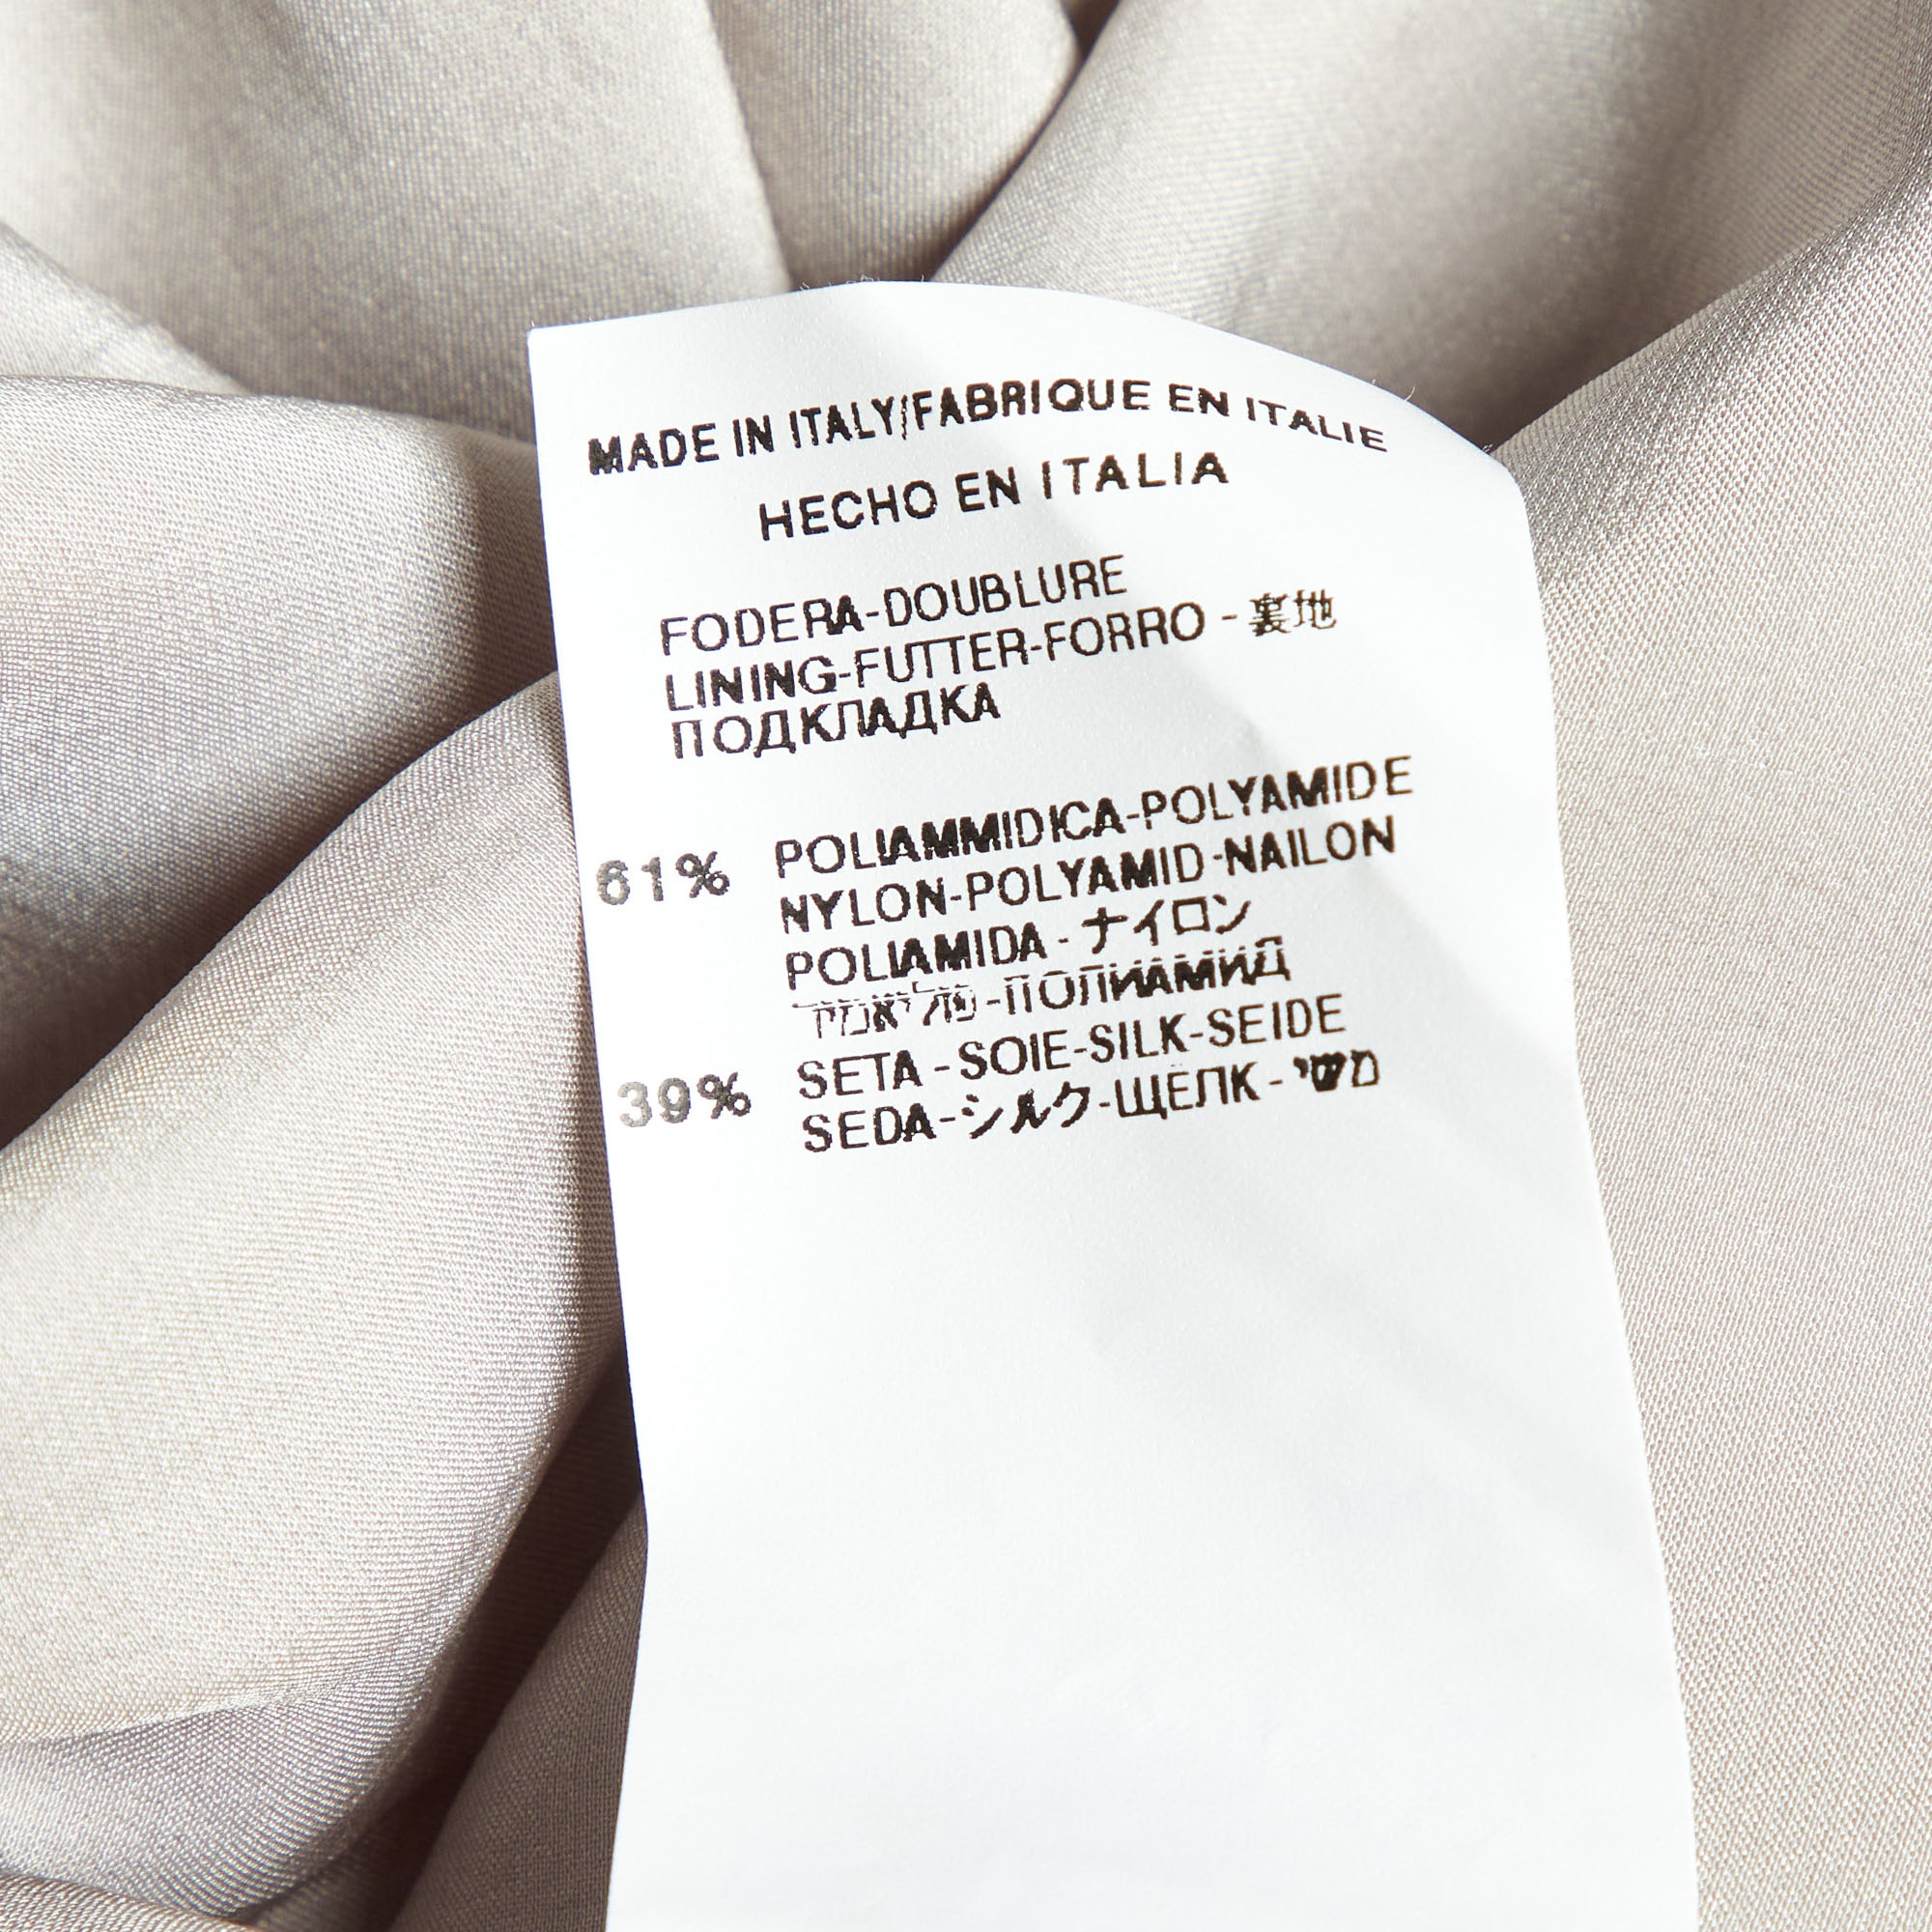 MADE IN ITALY/FABRIQUE EN ITALIE
HECHO EN ITALIA
FODERA-DOUBLURE
LINING-FUTTER-FORRO - 裏地
ПОДКЛАДКА
61% POLIAMMIDICA-POLYAMIDE
NYLON-POLYAMID-NAILON
POLIAMIDA - ナイロン
פוליאמיד -ПОЛИАМИД
39% SETA - SOIE-SILK-SEIDE
SEDA-シルク-ЩЁЛК - משי